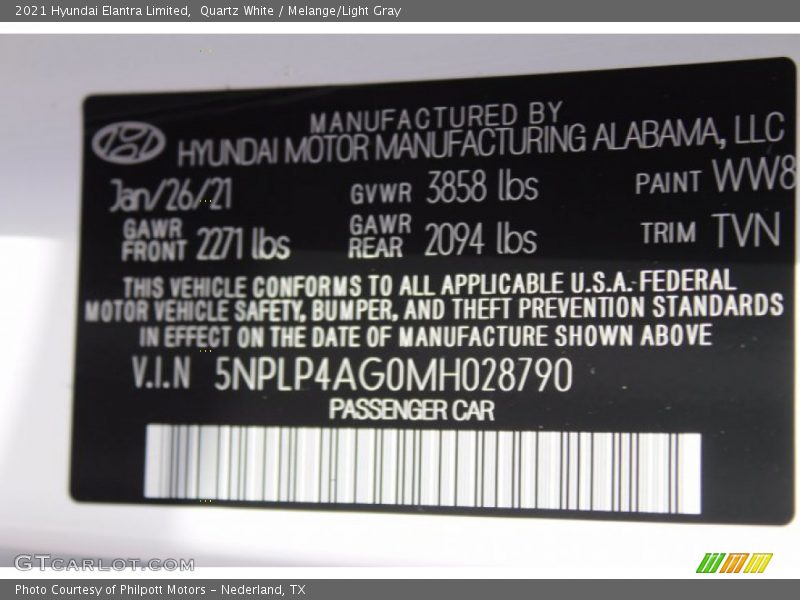 2021 Hyundai Elantra Limited, Quartz White / Melange/Light Gray
MANUFACTURED BY
HYUNDAI MOTOR MANUFACTURING ALABAMA, LLC
Jan/26/21 GVWR 3858 lbs PAINT WW8
GAWR FRONT 2271 lbs GAWR REAR 2094 lbs TRIM TVN
THIS VEHICLE CONFORMS TO ALL APPLICABLE U.S.A. FEDERAL
MOTOR VEHICLE SAFETY, BUMPER, AND THEFT PREVENTION STANDARDS
IN EFFECT ON THE DATE OF MANUFACTURE SHOWN ABOVE
V.I.N 5NPLP4AG0MH028790
PASSENGER CAR
GTCARLOT.COM
Photo Courtesy of Philpott Motors - Nederland, TX